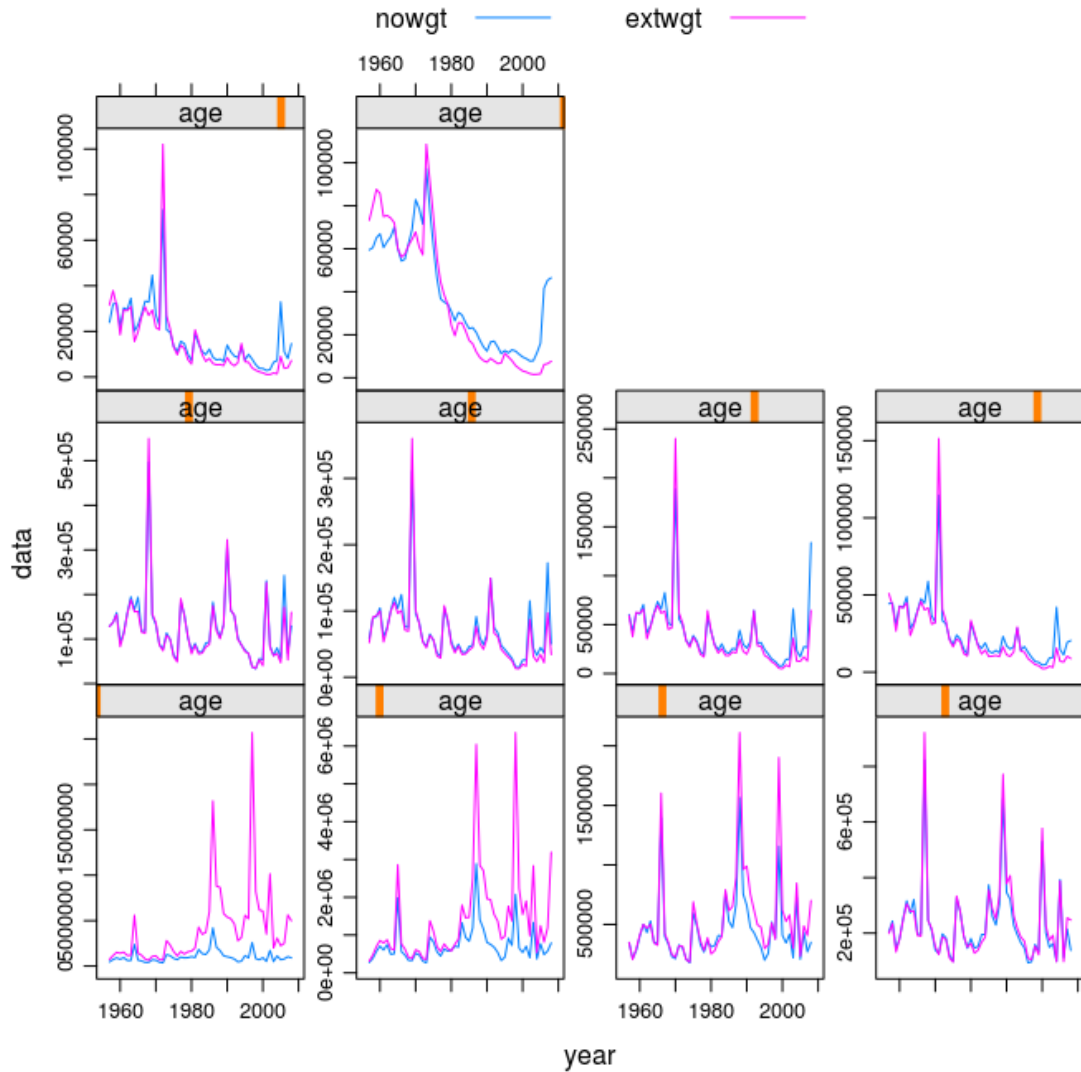 nowgt extwgt
1960 1980 2000
age age
0 20000 60000 100000
0 20000 60000 100000
age age age age
1e+05 3e+05 5e+05
0e+00 1e+05 2e+05 3e+05
0 50000 150000 250000
0 50000 100000 150000
data
age age age age
0 5000000 15000000
0e+00 2e+06 4e+06 6e+06
500000 1500000
2e+05 6e+05
1960 1980 2000
1960 1980 2000
year